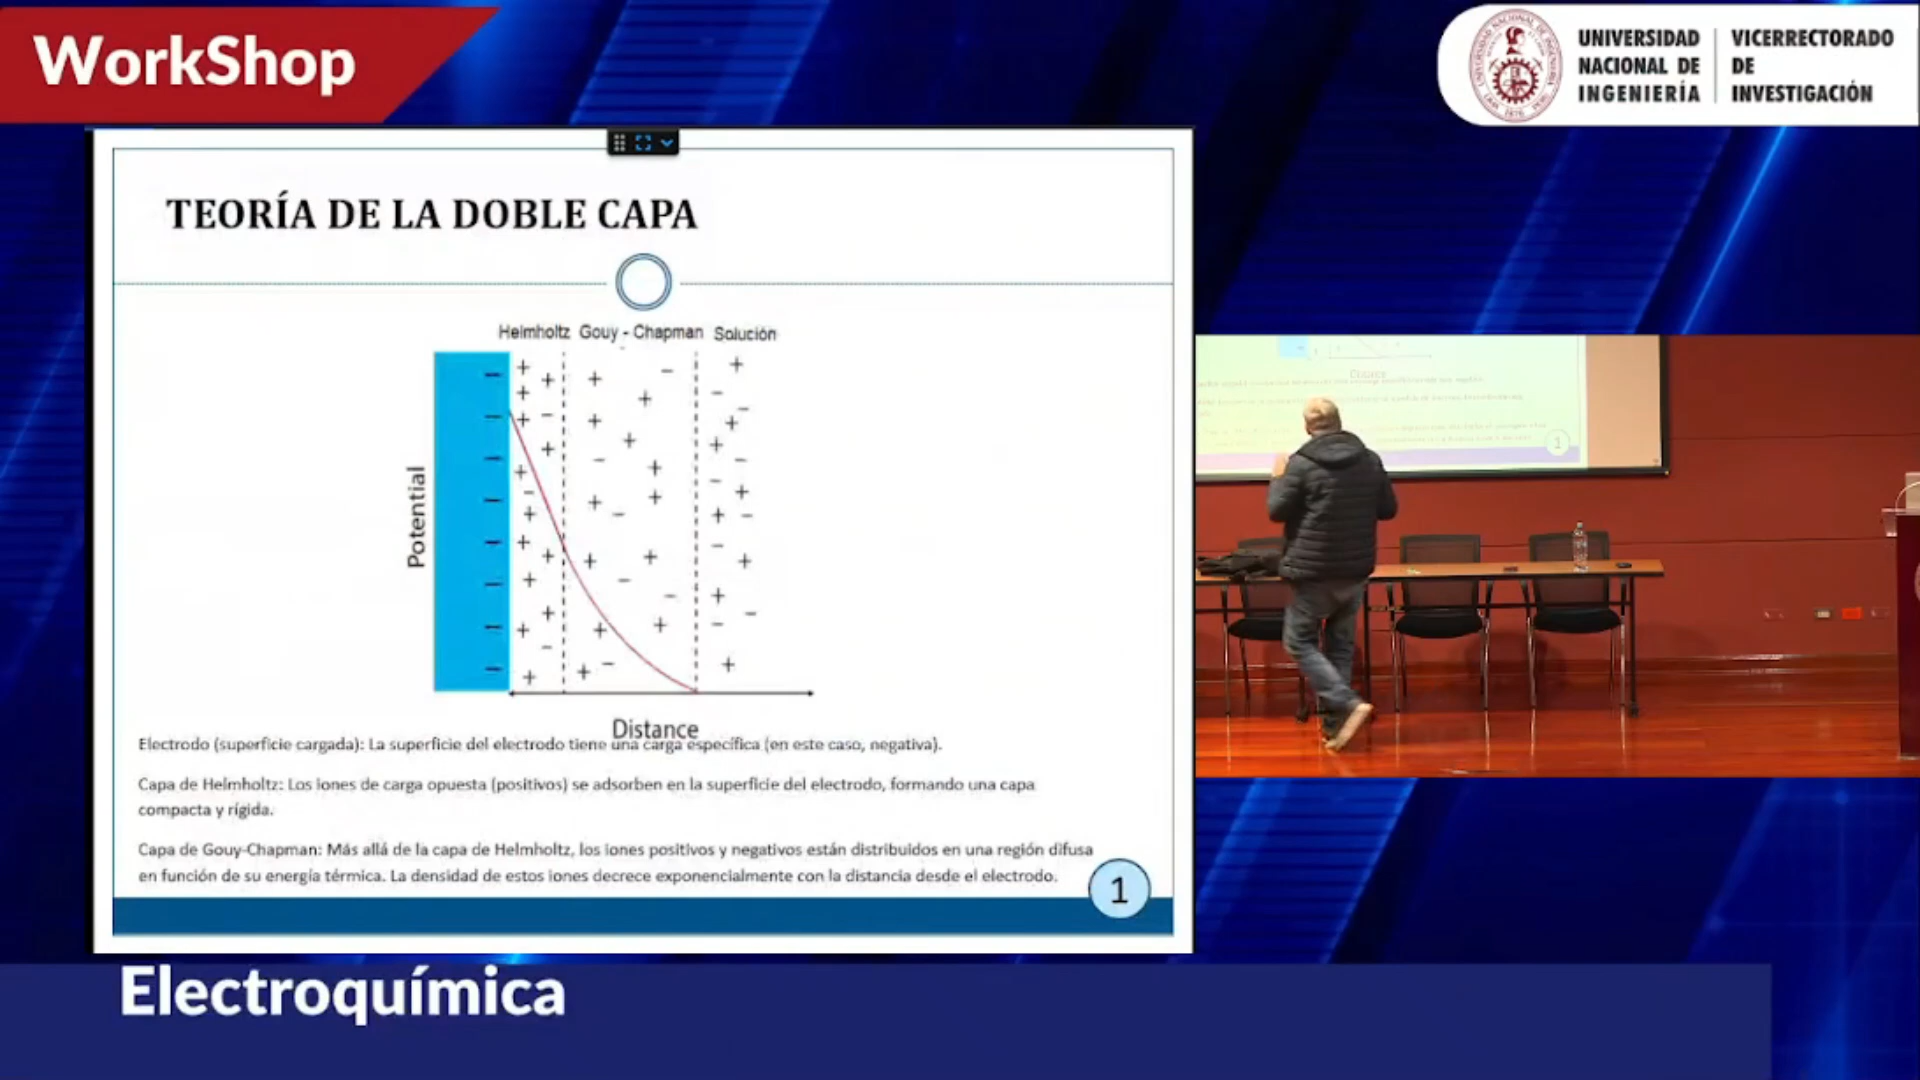 WorkShop
UNIVERSIDAD
NACIONAL DE
INGENIERÍA
VICERRECTORADO
DE
INVESTIGACIÓN
TEORÍA DE LA DOBLE CAPA
Helmholtz Gouy - Chapman Solución
Potential
Distance
Electrodo (superficie cargada): La superficie del electrodo tiene una carga específica (en este caso, negativa).
Capa de Helmholtz: Los iones de carga opuesta (positivos) se adsorben en la superficie del electrodo, formando una capa
compacta y rígida.
Capa de Gouy-Chapman: Más allá de la capa de Helmholtz, los iones positivos y negativos están distribuidos en una región difusa
en función de su energía térmica. La densidad de estos iones decrece exponencialmente con la distancia desde el electrodo.
1
Electroquímica